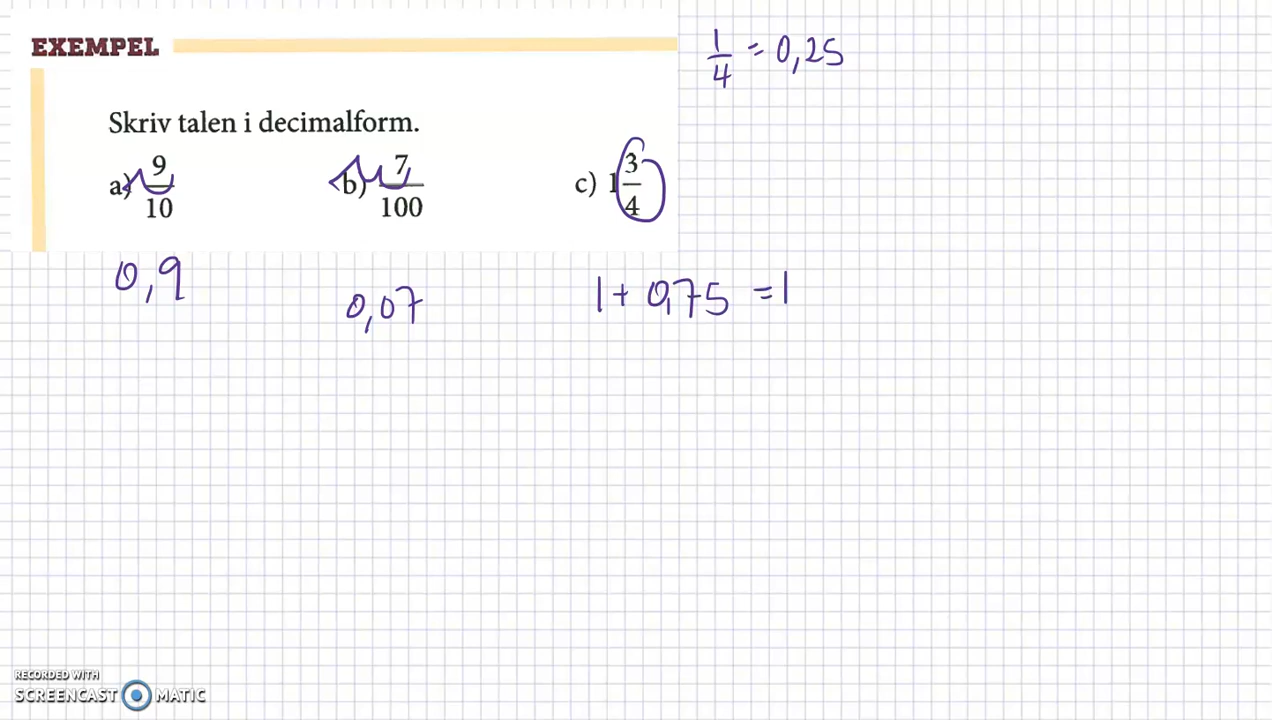 EXEMPEL
1/4 = 0,25
Skriv talen i decimalform.
a) 9/10 b) 7/100 c) 1 3/4
0,9 0,07 1 + 0,75 = 1
RECORDED WITH
SCREENCAST MATIC